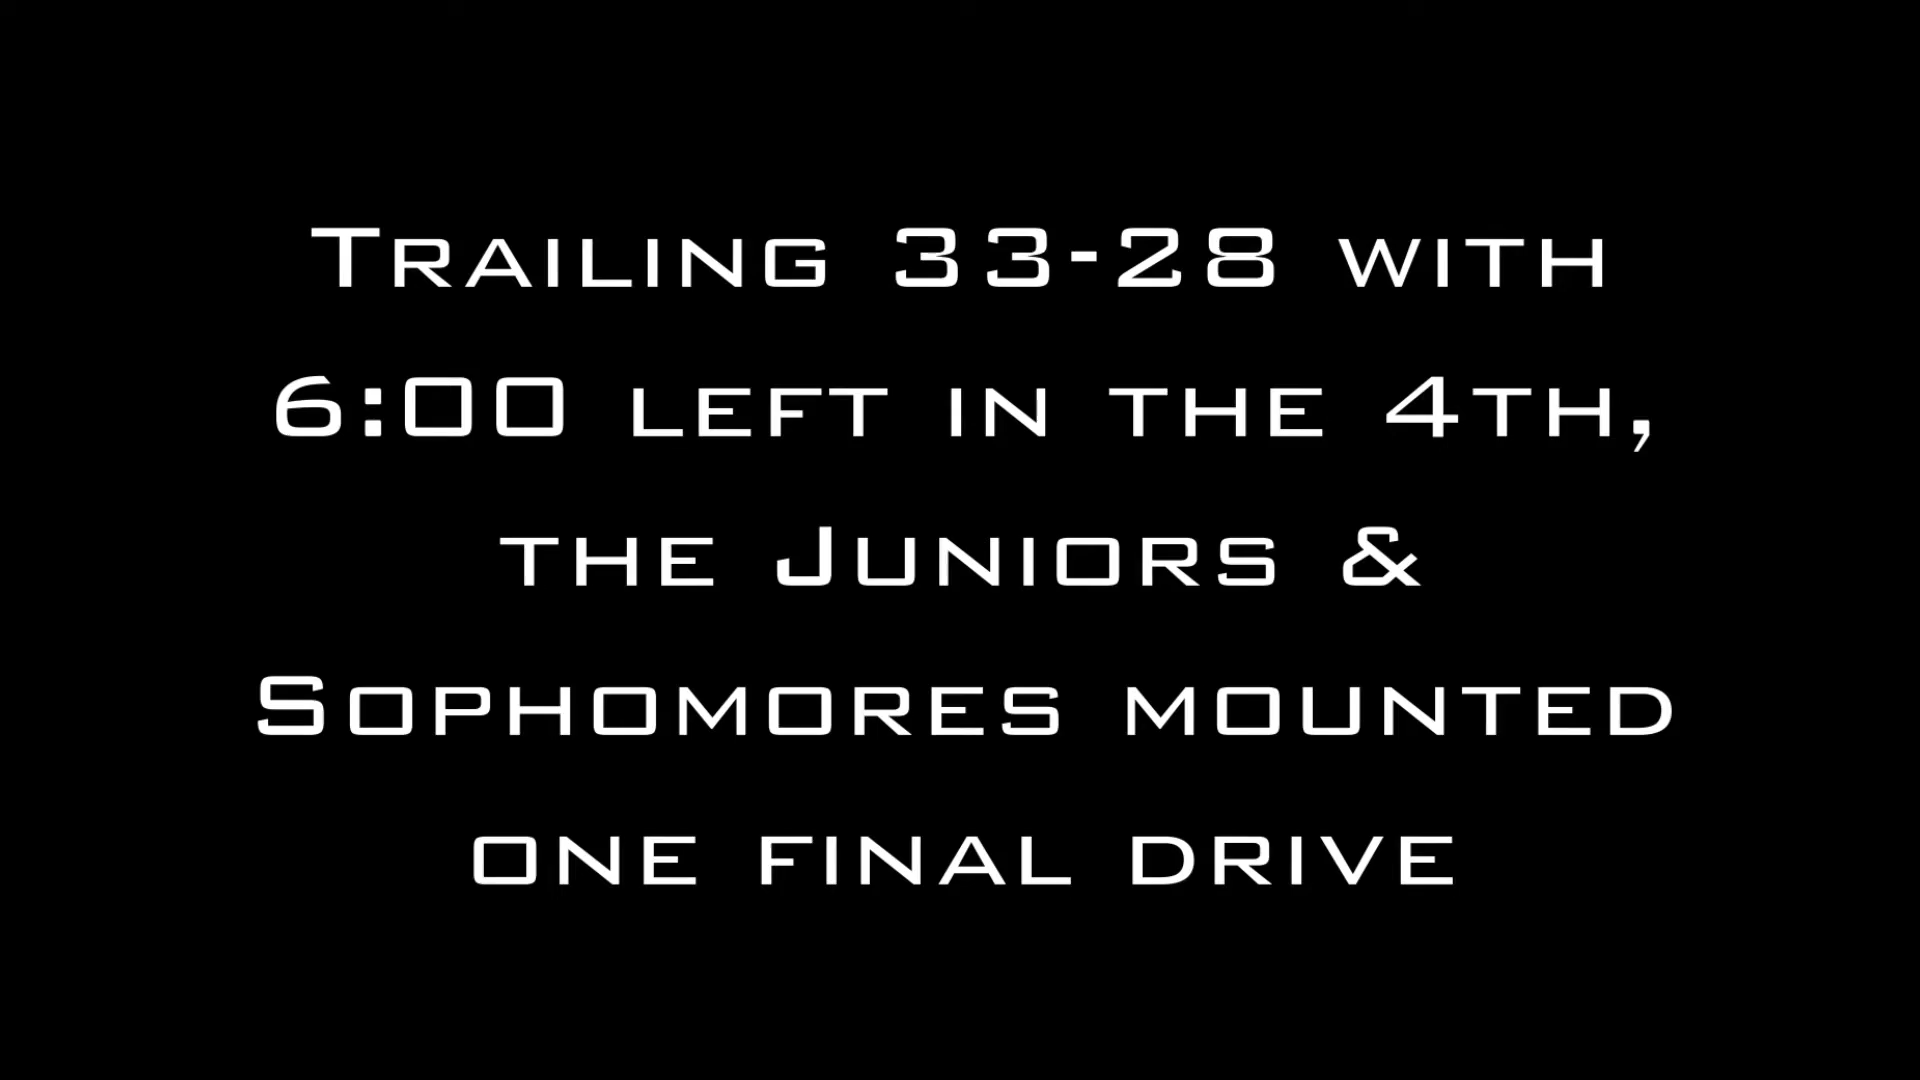 Trailing 33-28 with
6:00 left in the 4th,
the Juniors &
Sophomores mounted
one final drive